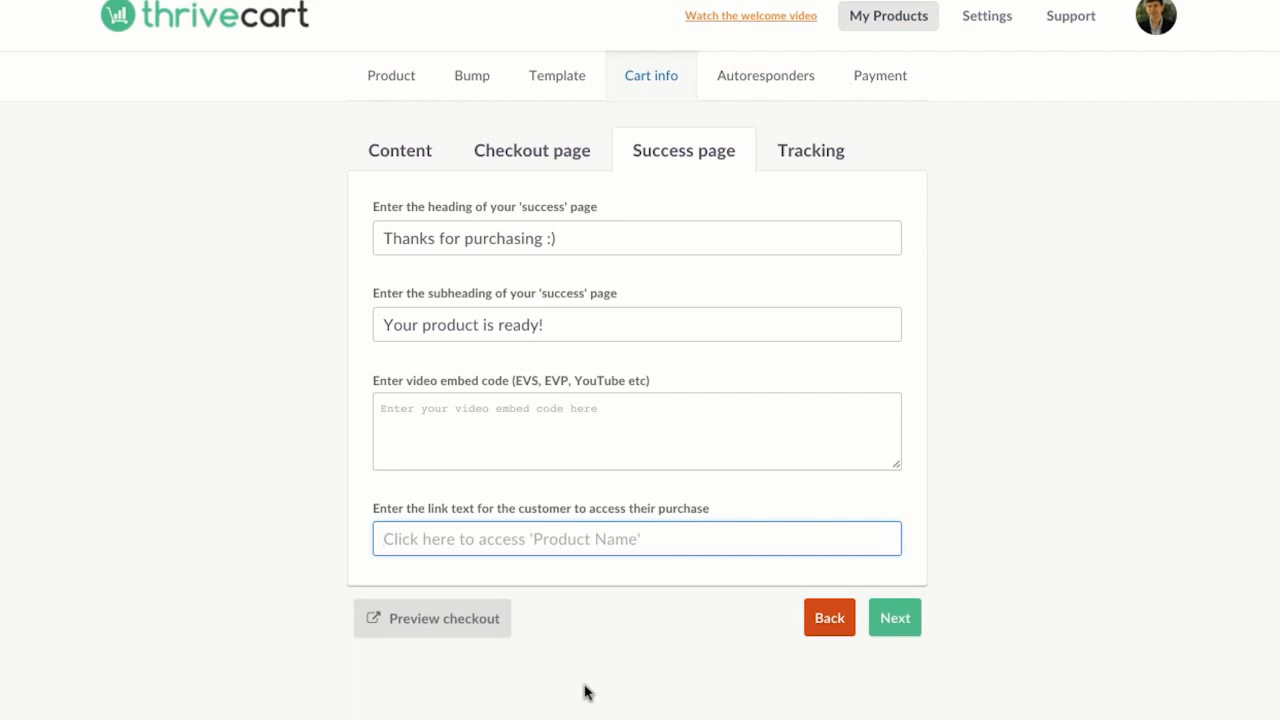 thrivecart
Watch the welcome video
My Products
Settings
Support
Product
Bump
Template
Cart info
Autoresponders
Payment
Content
Checkout page
Success page
Tracking
Enter the heading of your 'success' page
Thanks for purchasing :)
Enter the subheading of your 'success' page
Your product is ready!
Enter video embed code (EVS, EVP, YouTube etc)
Enter your video embed code here
Enter the link text for the customer to access their purchase
Click here to access 'Product Name'
Preview checkout
Back
Next